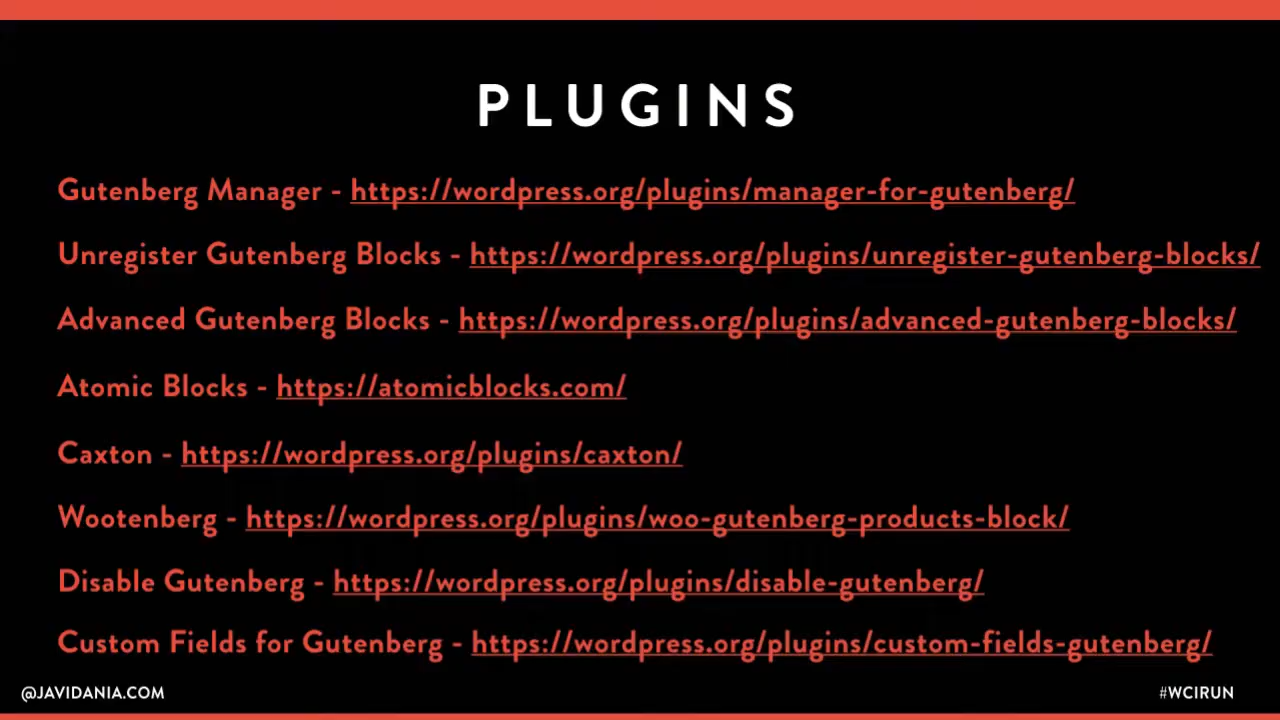 PLUGINS
Gutenberg Manager - https://wordpress.org/plugins/manager-for-gutenberg/
Unregister Gutenberg Blocks - https://wordpress.org/plugins/unregister-gutenberg-blocks/
Advanced Gutenberg Blocks - https://wordpress.org/plugins/advanced-gutenberg-blocks/
Atomic Blocks - https://atomicblocks.com/
Caxton - https://wordpress.org/plugins/caxton/
Wootenberg - https://wordpress.org/plugins/woo-gutenberg-products-block/
Disable Gutenberg - https://wordpress.org/plugins/disable-gutenberg/
Custom Fields for Gutenberg - https://wordpress.org/plugins/custom-fields-gutenberg/
@JAVIDANIA.COM #WCIRUN